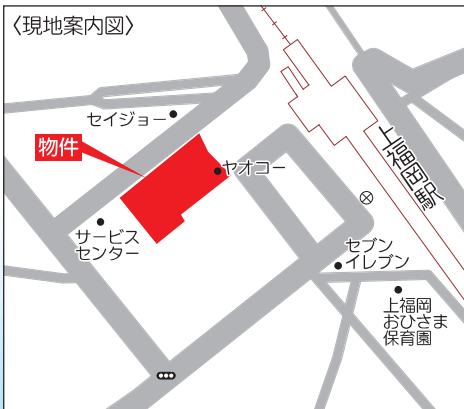 〈現地案内図〉
セイジョー
物件
ヤオコー
上福岡駅
サービス
センター
セブン
イレブン
上福岡
おひさま
保育園